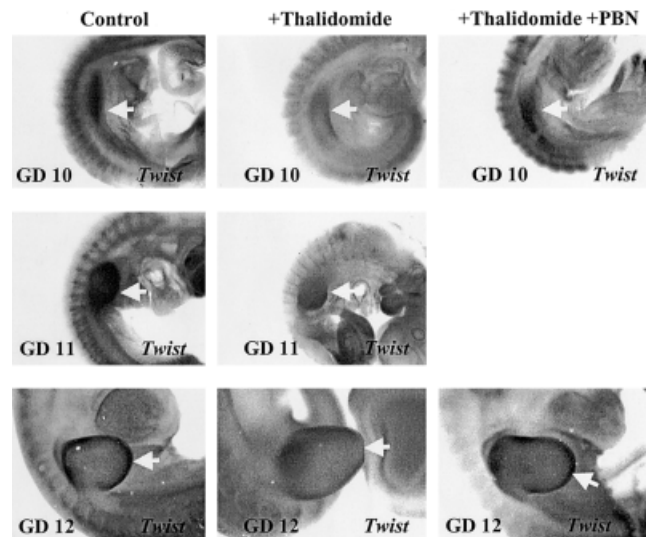 Control +Thalidomide +Thalidomide +PBN
GD 10 Twist GD 10 Twist GD 10 Twist
GD 11 Twist GD 11 Twist
GD 12 Twist GD 12 Twist GD 12 Twist